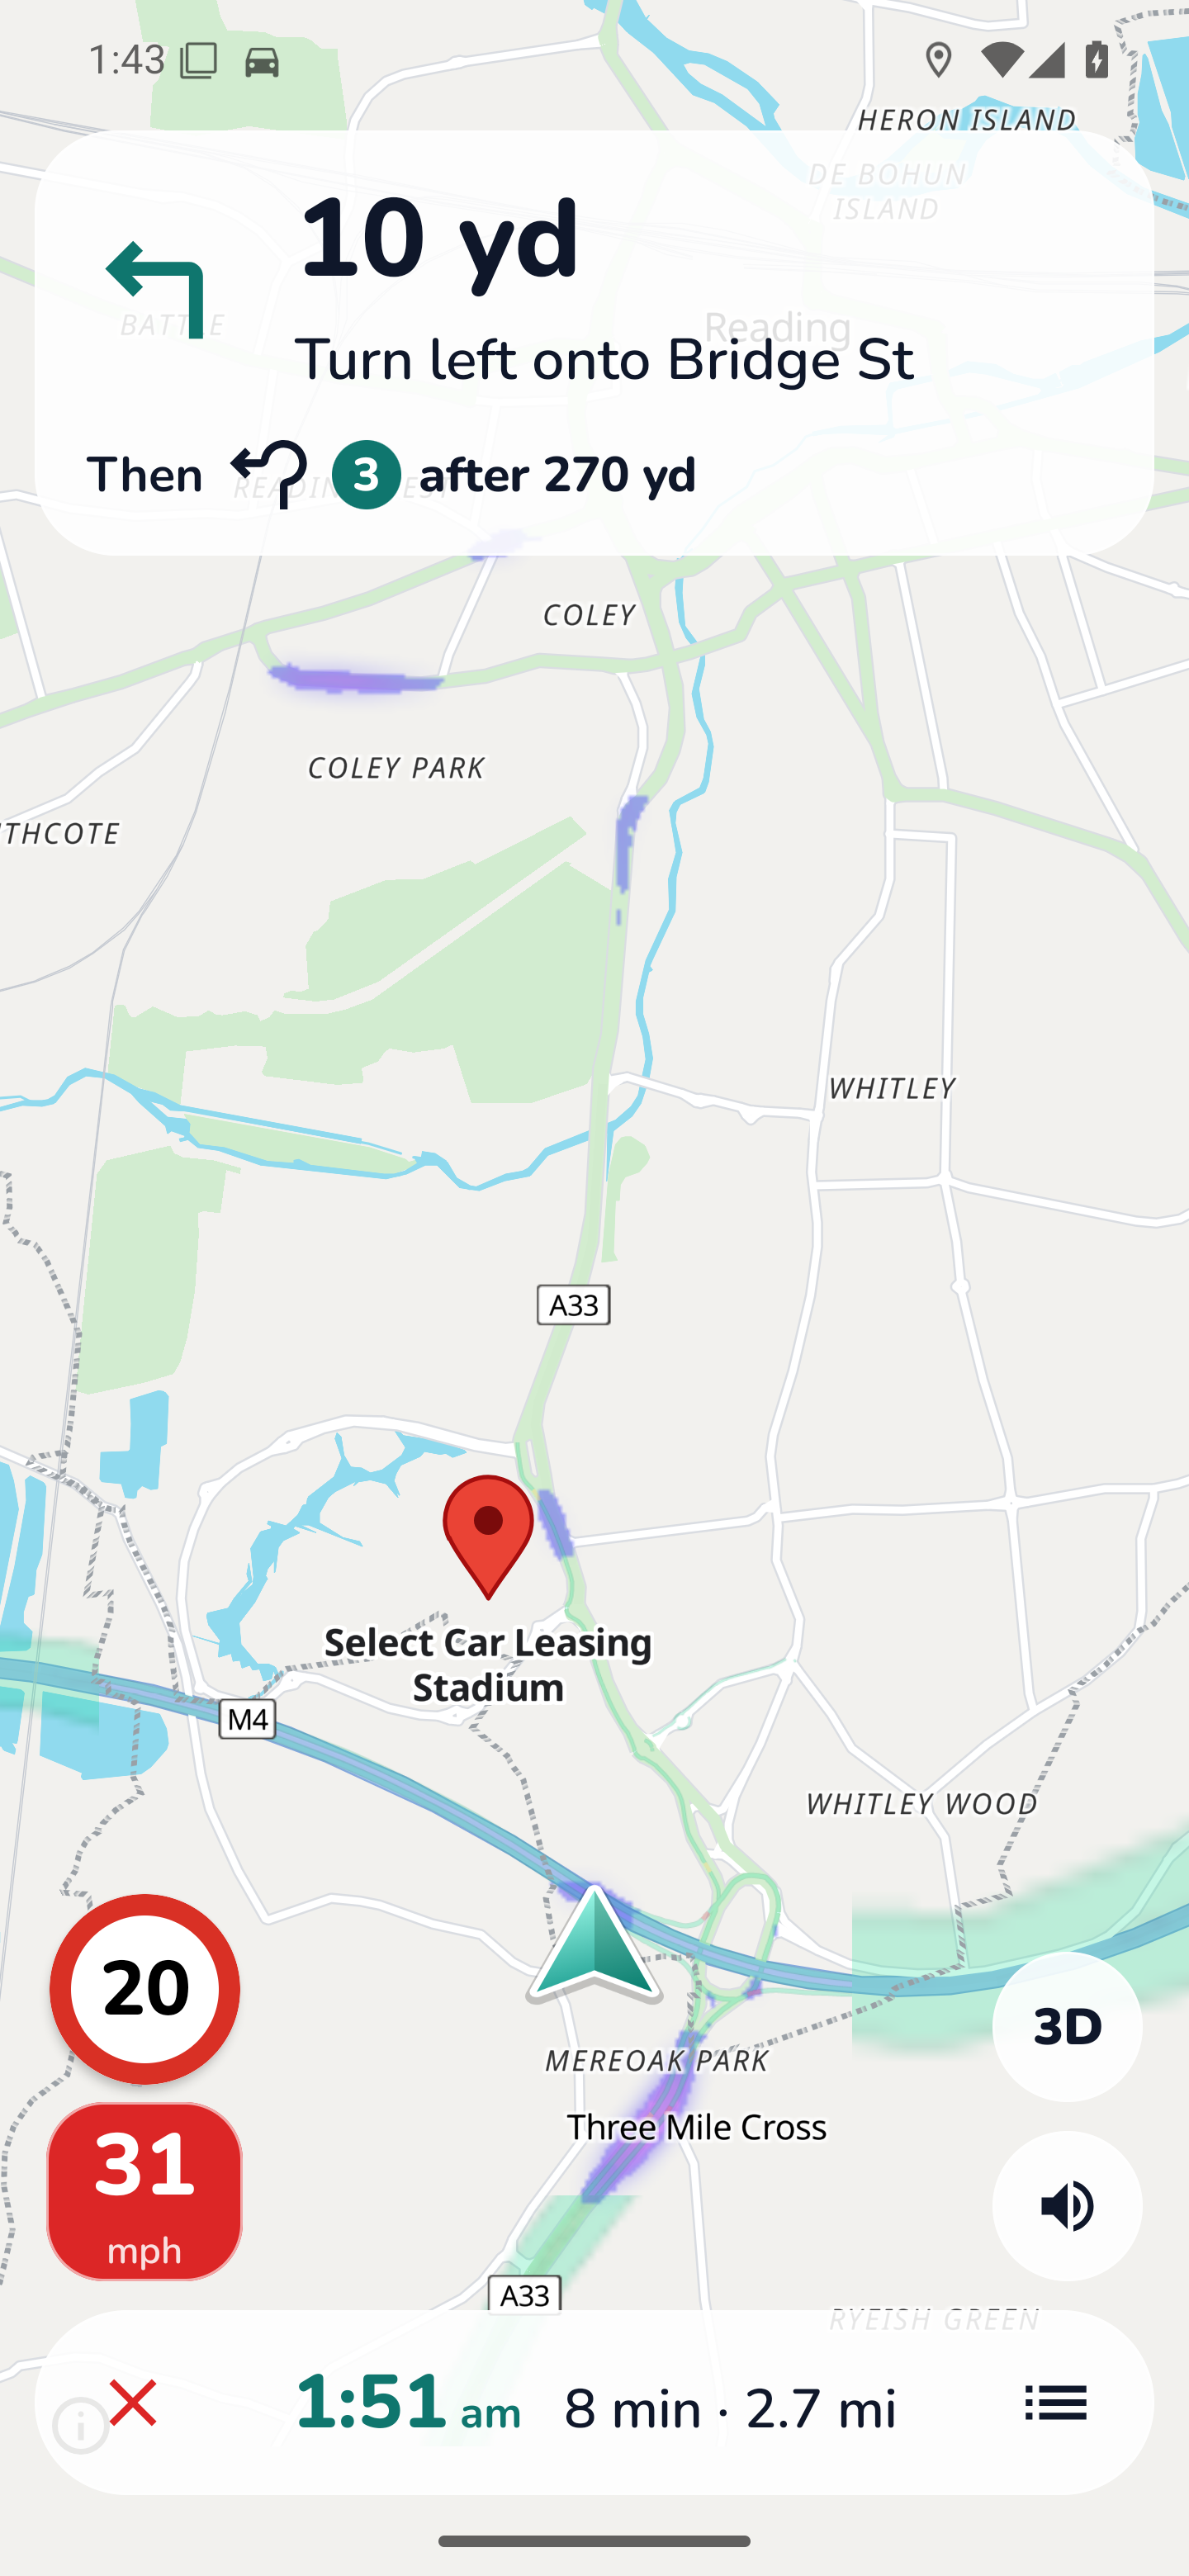 1:43
HERON ISLAND
DE BOHUN
ISLAND
10 yd
BATTLE
Reading
Turn left onto Bridge St
Then 3 after 270 yd
COLEY
COLEY PARK
THCOTE
WHITLEY
A33
Select Car Leasing
Stadium
M4
WHITLEY WOOD
20
3D
MEREOAK PARK
Three Mile Cross
31
mph
A33
RYEISH GREEN
1:51 am 8 min · 2.7 mi